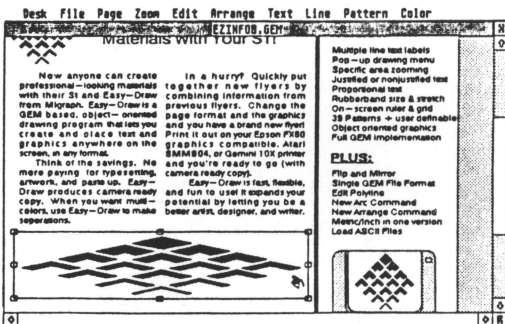 Desk File Page Zoom Edit Arrange Text Line Pattern Color
EZINFOB.GEM
Materials with Your ST!
Now anyone can create
professional-looking materials
with their St and Easy-Draw
from Migraph. Easy-Draw is a
GEM based, object-oriented
drawing program that lets you
create and place text and
graphics anywhere on the
screen, in any format.
Think of the savings. No
more paying for typesetting,
artwork, and paste up. Easy-
Draw produces camera ready
copy. When you want multi-
colors, use Easy-Draw to make
seperations.
In a hurry? Quickly put
together new flyers by
combining information from
previous flyers. Change the
page format and the graphics
and you have a brand new flyer!
Print it out on your Epson FX80
graphics compatible, Atari
SMM804, or Gemini 10X printer
and you're ready to go (with
camera ready copy).
Easy-Draw is fast, flexible,
and fun to use! It expands your
potential by letting you be a
better artist, designer, and writer.
Multiple line text labels
Pop-up drawing menu
Specific area zooming
Justified or nonjustified text
Proportional text
Rubberband size & stretch
On-screen ruler & grid
39 Patterns + user definable
Object oriented graphics
Full GEM implementation
PLUS:
Flip and Mirror
Single GEM File Format
Edit Polyline
New Arc Command
New Arrange Command
Metric/Inch in one version
Load ASCII Files